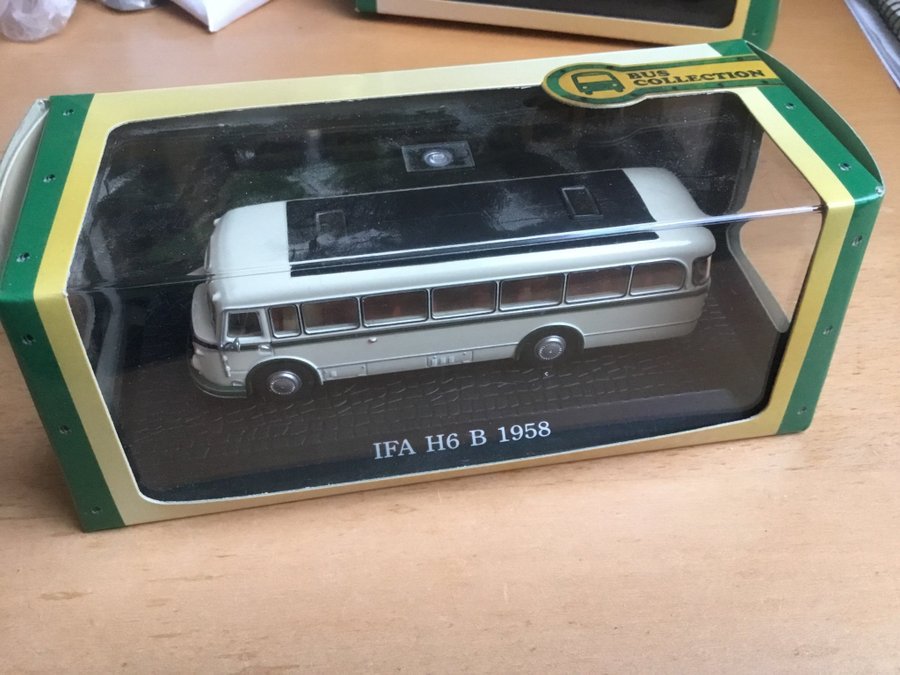 BUS
COLLECTION
IFA H6 B 1958